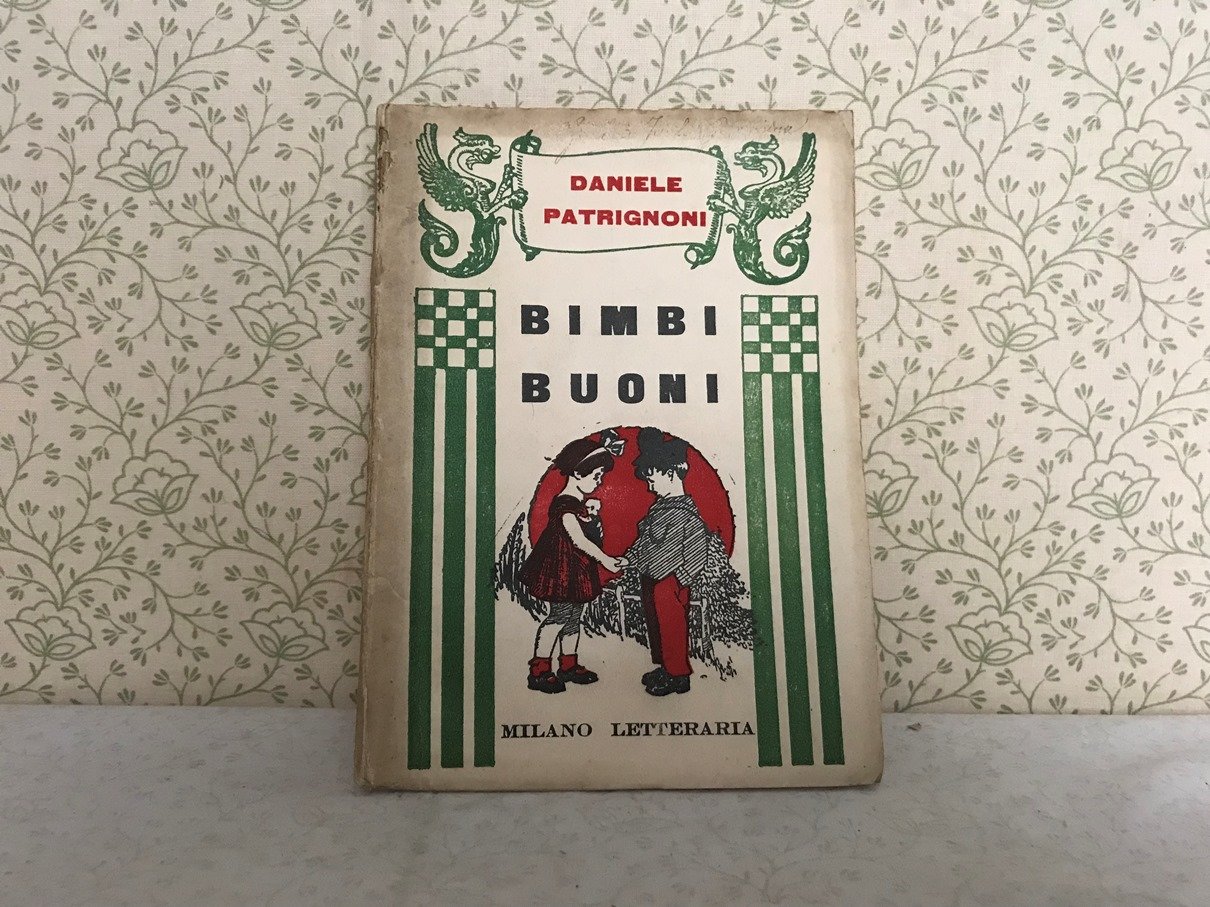 DANIELE
PATRIGNONI
BIMBI
BUONI
MILANO LETTERARIA